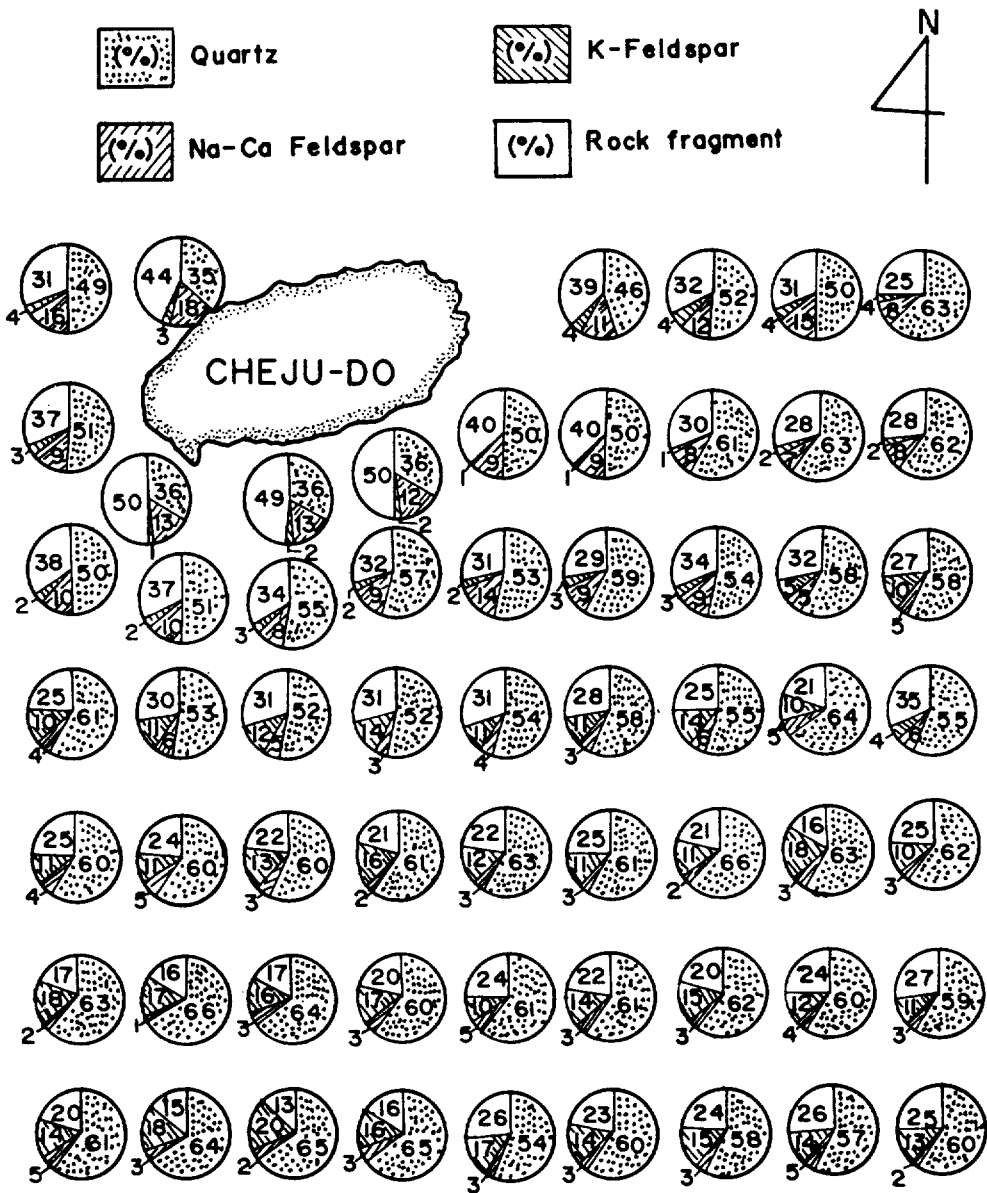 N
(%) Quartz
(%) K-Feldspar
(%) Na-Ca Feldspar
(%) Rock fragment
31 49 4 16
44 35 18 3
39 46 4 11
32 52 4 12
31 50 4 15
25 63 4 8
CHEJU-DO
37 51 3 9
40 50 1 9
40 50 1 9
30 61 1 8
28 63 2
28 62 2 8
50 36 13 1
49 36 13 2
50 36 12 2
38 50 2 10
37 51 2 10
34 55 3 8
32 57 2 9
31 53 2 14
29 59 3 9
34 54 3 9
32 58 5 5
27 58 10 5
25 61 10 4
30 53 11 6
31 52 12 5
31 52 14 3
31 54 11 4
28 58 11 3
25 55 14 6
21 64 10 5
35 55 4 6
25 60 11 4
24 60 11 5
22 60 13 3
21 61 16 2
22 63 12 3
25 61 11 3
21 66 11 2
16 63 18 3
25 62 10 3
17 63 18 2
16 66 17 1
17 64 16 3
20 60 17 3
24 61 10 5
22 61 14 3
20 62 15 3
24 60 12 4
27 59 11 3
20 61 14 5
15 64 18 3
13 65 20 2
16 65 16 3
26 54 17 3
23 60 14 3
24 58 15 3
26 57 5
25 60 13 2